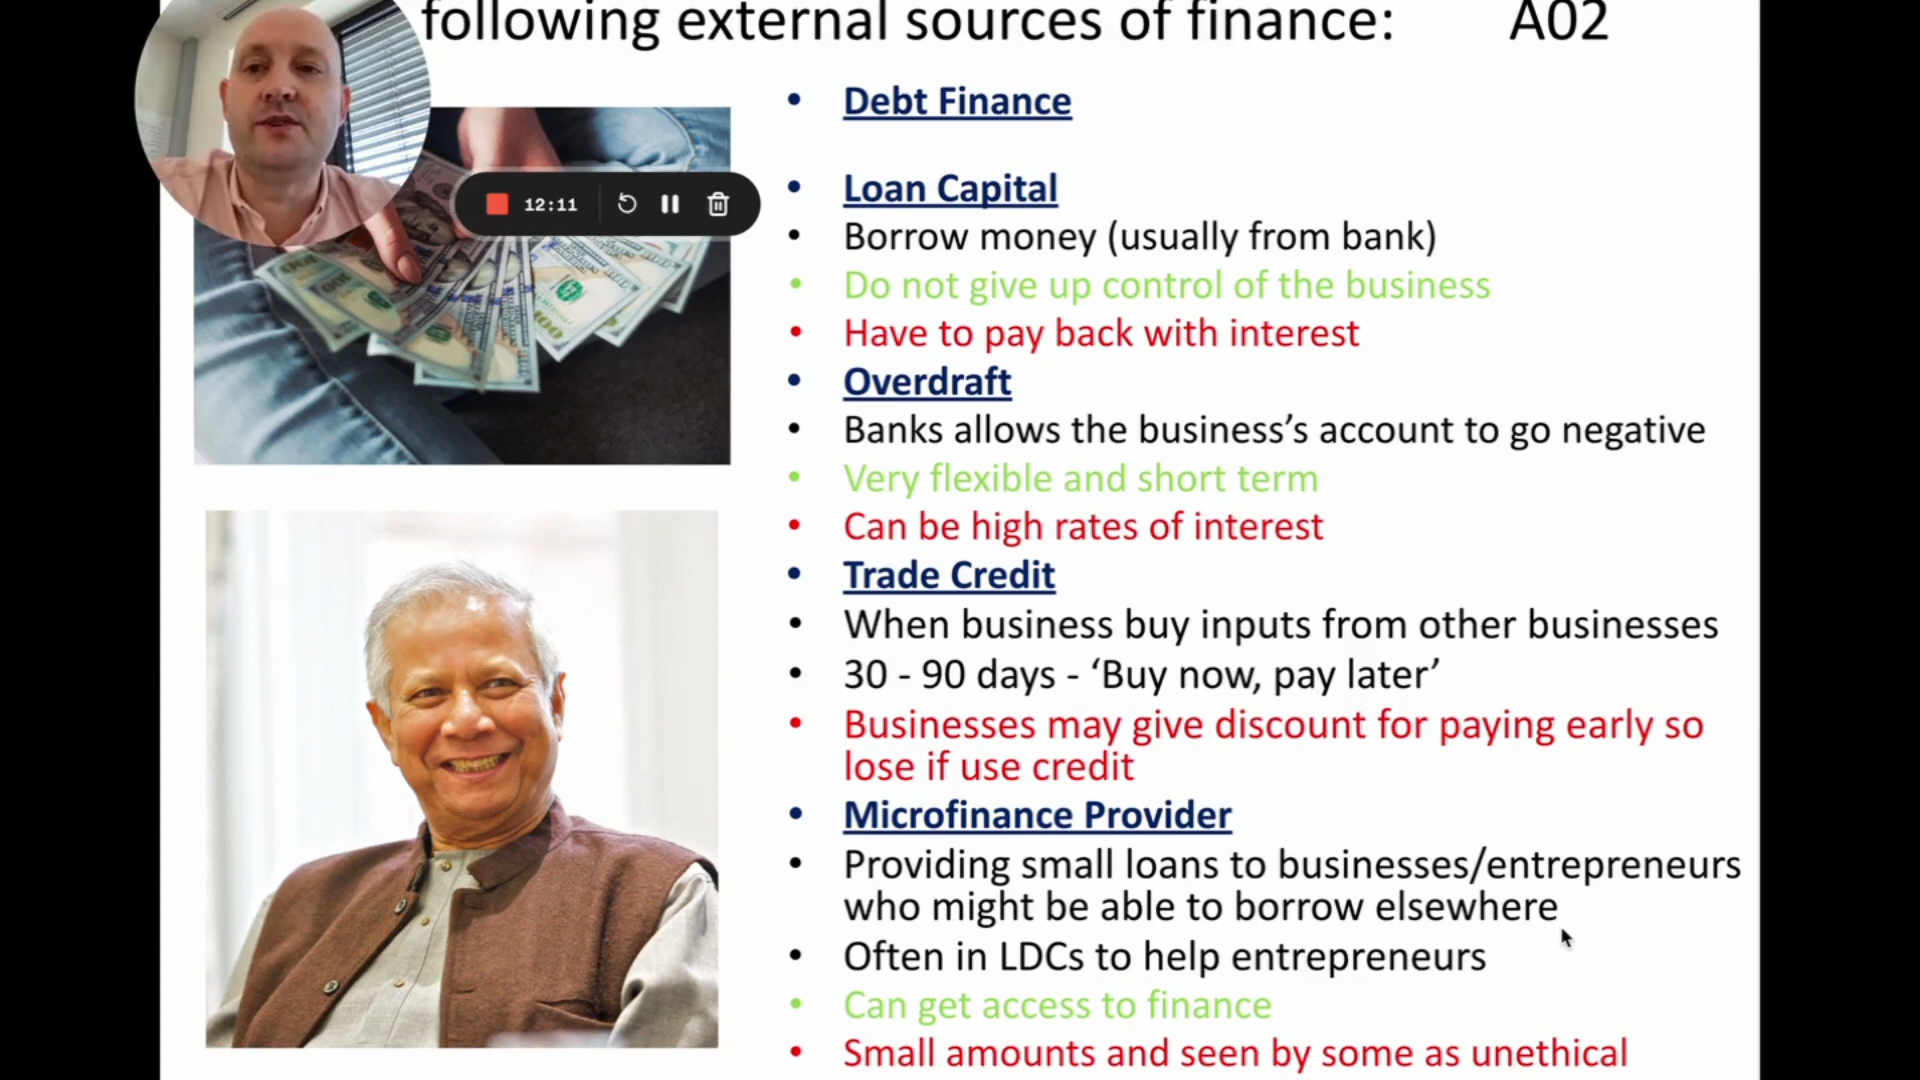 following external sources of finance: A02
• Debt Finance
• Loan Capital
12:11
• Borrow money (usually from bank)
• Do not give up control of the business
• Have to pay back with interest
• Overdraft
• Banks allows the business’s account to go negative
• Very flexible and short term
• Can be high rates of interest
• Trade Credit
• When business buy inputs from other businesses
• 30 - 90 days - ‘Buy now, pay later’
• Businesses may give discount for paying early so
lose if use credit
• Microfinance Provider
• Providing small loans to businesses/entrepreneurs
who might be able to borrow elsewhere
• Often in LDCs to help entrepreneurs
• Can get access to finance
• Small amounts and seen by some as unethical